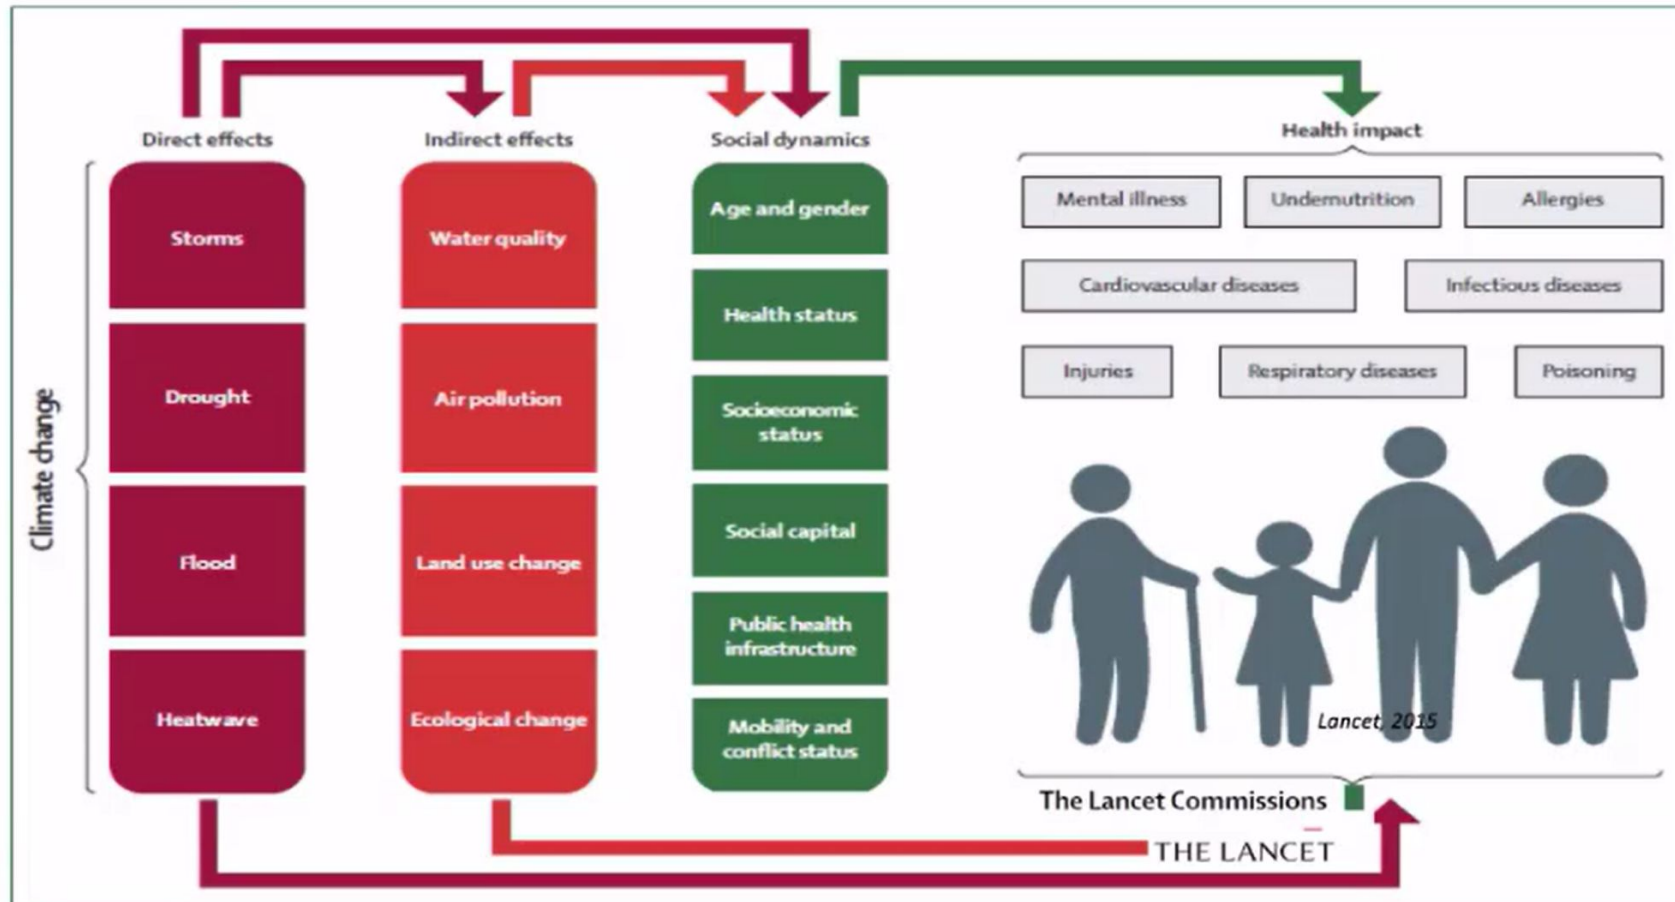 Direct effects
Indirect effects
Social dynamics
Health impact
Climate change
Storms
Drought
Flood
Heatwave
Water quality
Air pollution
Land use change
Ecological change
Age and gender
Health status
Socioeconomic
status
Social capital
Public health
infrastructure
Mobility and
conflict status
Mental illness
Undernutrition
Allergies
Cardiovascular diseases
Infectious diseases
Injuries
Respiratory diseases
Poisoning
Lancet, 2015
The Lancet Commissions
THE LANCET